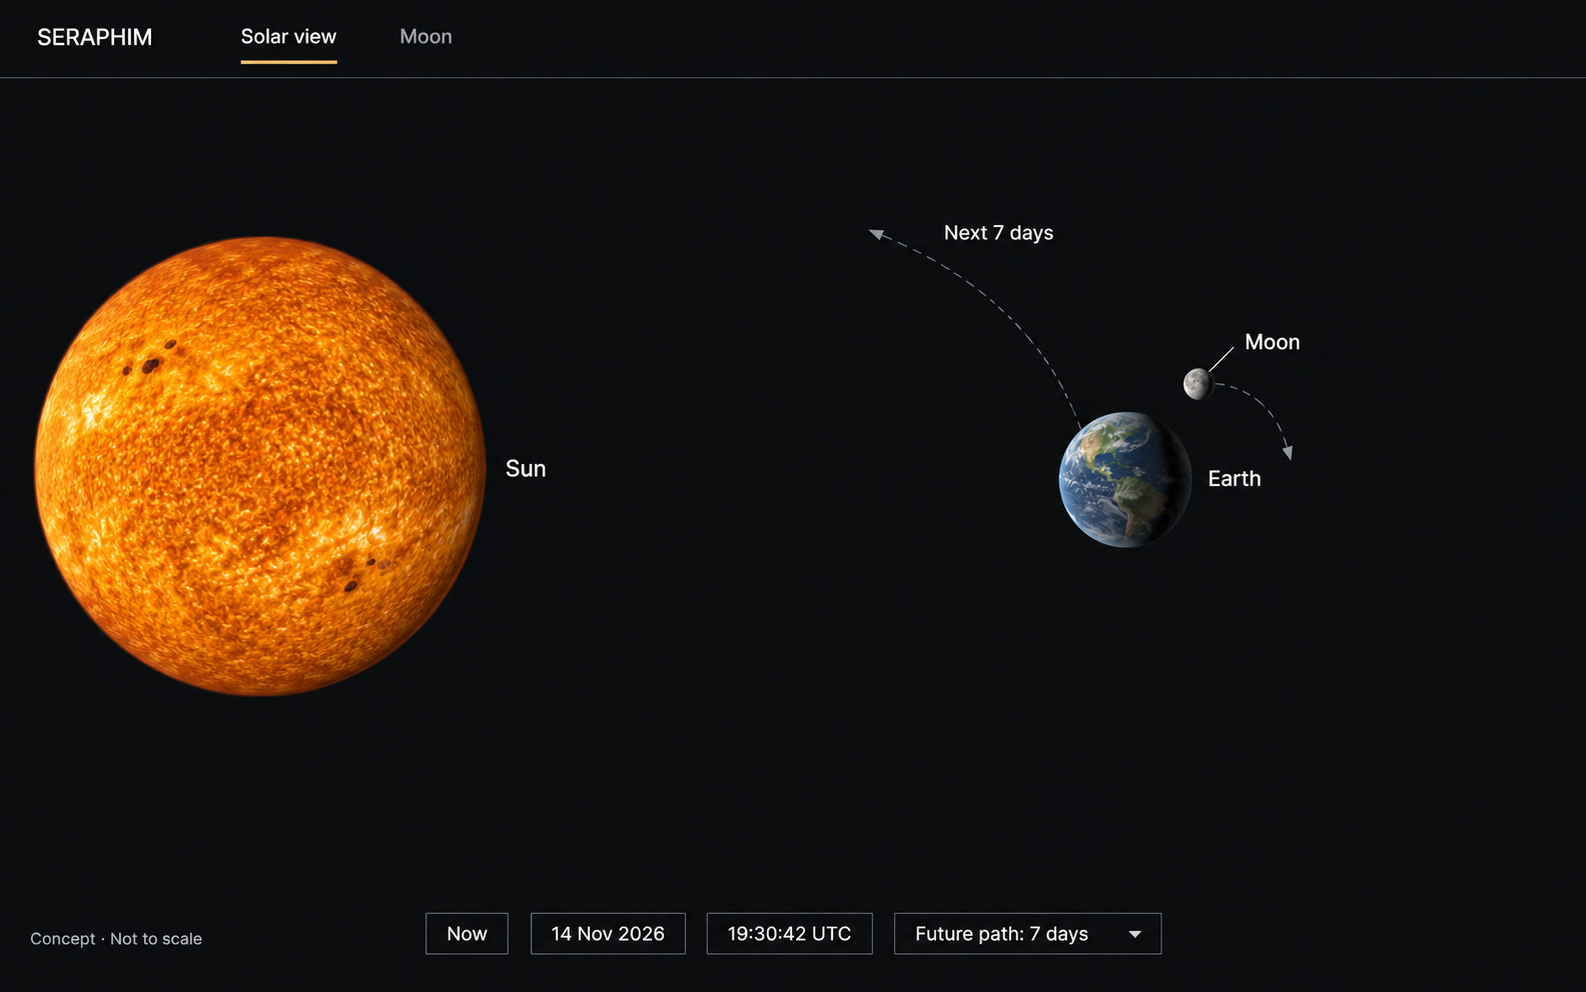 SERAPHIM
Solar view
Moon
Next 7 days
Moon
Sun
Earth
Concept · Not to scale
Now
14 Nov 2026
19:30:42 UTC
Future path: 7 days